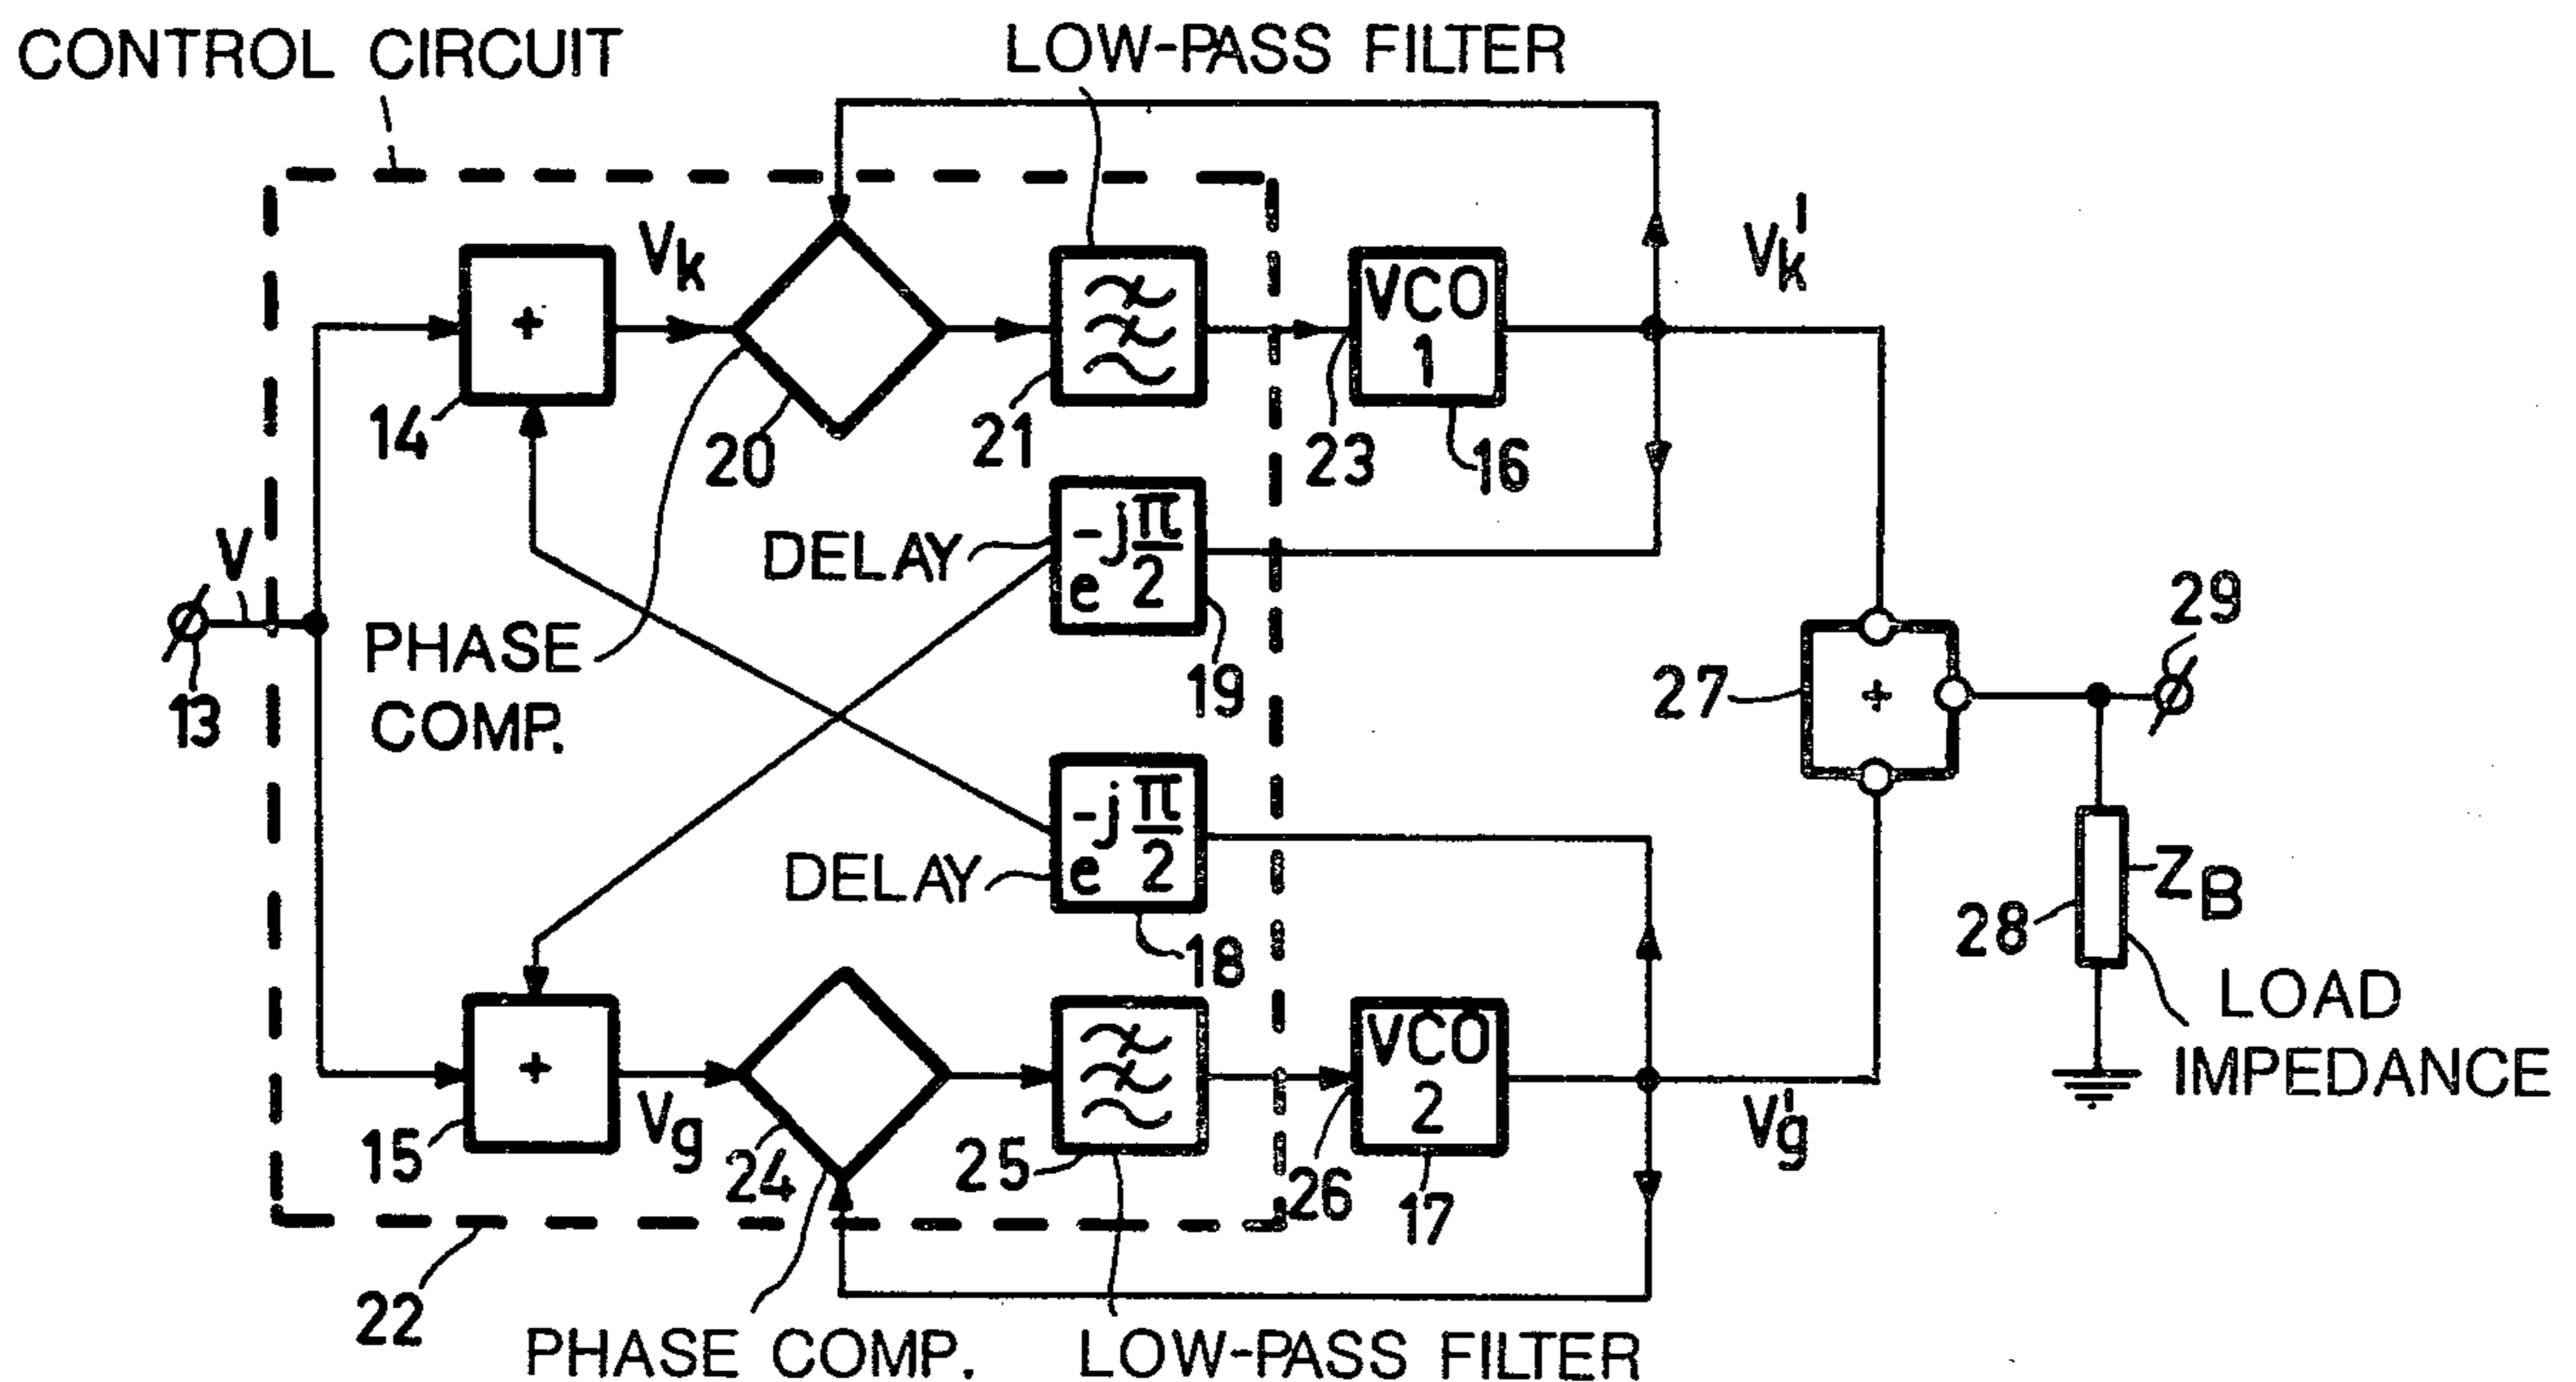 LOW-PASS FILTER
CONTROL CIRCUIT
Vk
Vk'
+
VCO
1
14
20
21
23
16
DELAY
e-jπ/2
V
13
PHASE
COMP.
19
29
27
+
DELAY
e-jπ/2
18
ZB
28
LOAD
IMPEDANCE
+
VCO
2
Vg
Vg'
15
24
25
26
17
22
PHASE COMP.
LOW-PASS FILTER